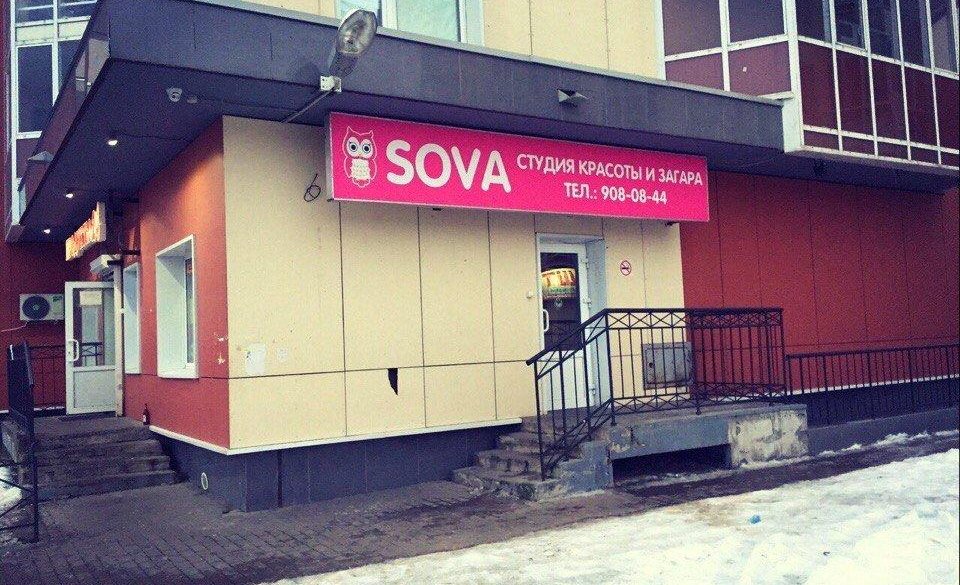 SOVA
СТУДИЯ КРАСОТЫ И ЗАГАРА
ТЕЛ.: 908-08-44